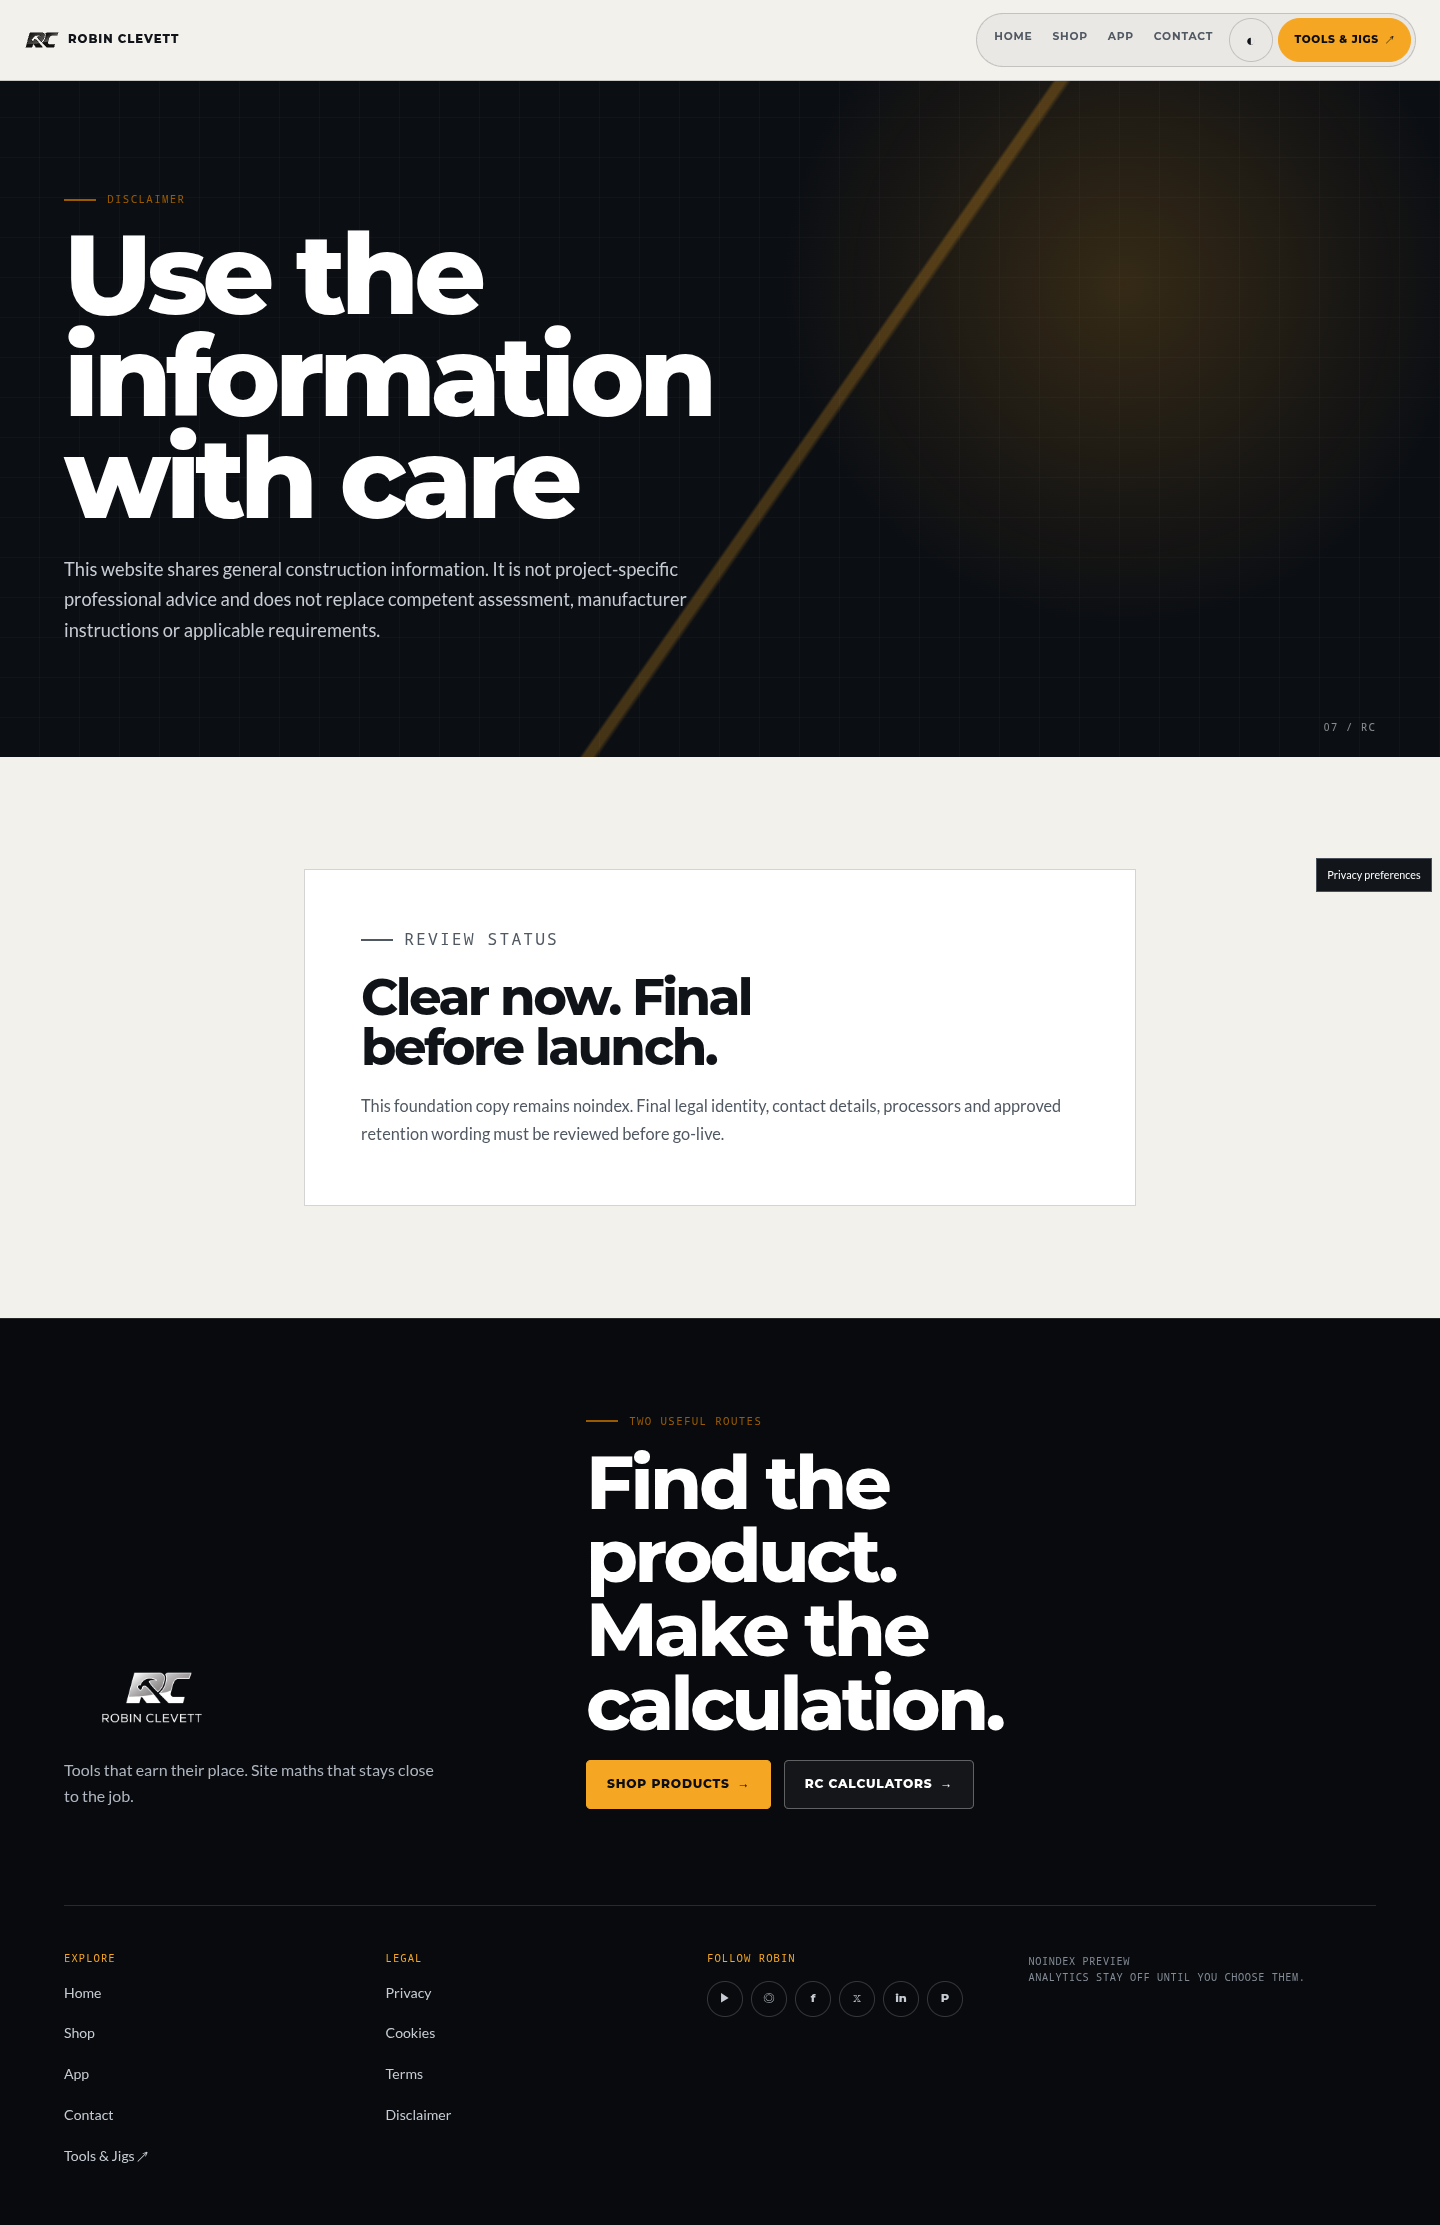 RC ROBIN CLEVETT
HOME SHOP APP CONTACT TOOLS & JIGS ↗
DISCLAIMER
Use the
information
with care
This website shares general construction information. It is not project-specific
professional advice and does not replace competent assessment, manufacturer
instructions or applicable requirements.
07 / RC
Privacy preferences
REVIEW STATUS
Clear now. Final
before launch.
This foundation copy remains noindex. Final legal identity, contact details, processors and approved
retention wording must be reviewed before go-live.
TWO USEFUL ROUTES
Find the
product.
Make the
calculation.
RC
ROBIN CLEVETT
Tools that earn their place. Site maths that stays close
to the job.
SHOP PRODUCTS →
RC CALCULATORS →
EXPLORE
Home
Shop
App
Contact
Tools & Jigs ↗
LEGAL
Privacy
Cookies
Terms
Disclaimer
FOLLOW ROBIN
▶ ◎ f 𝕏 in P
NOINDEX PREVIEW
ANALYTICS STAY OFF UNTIL YOU CHOOSE THEM.